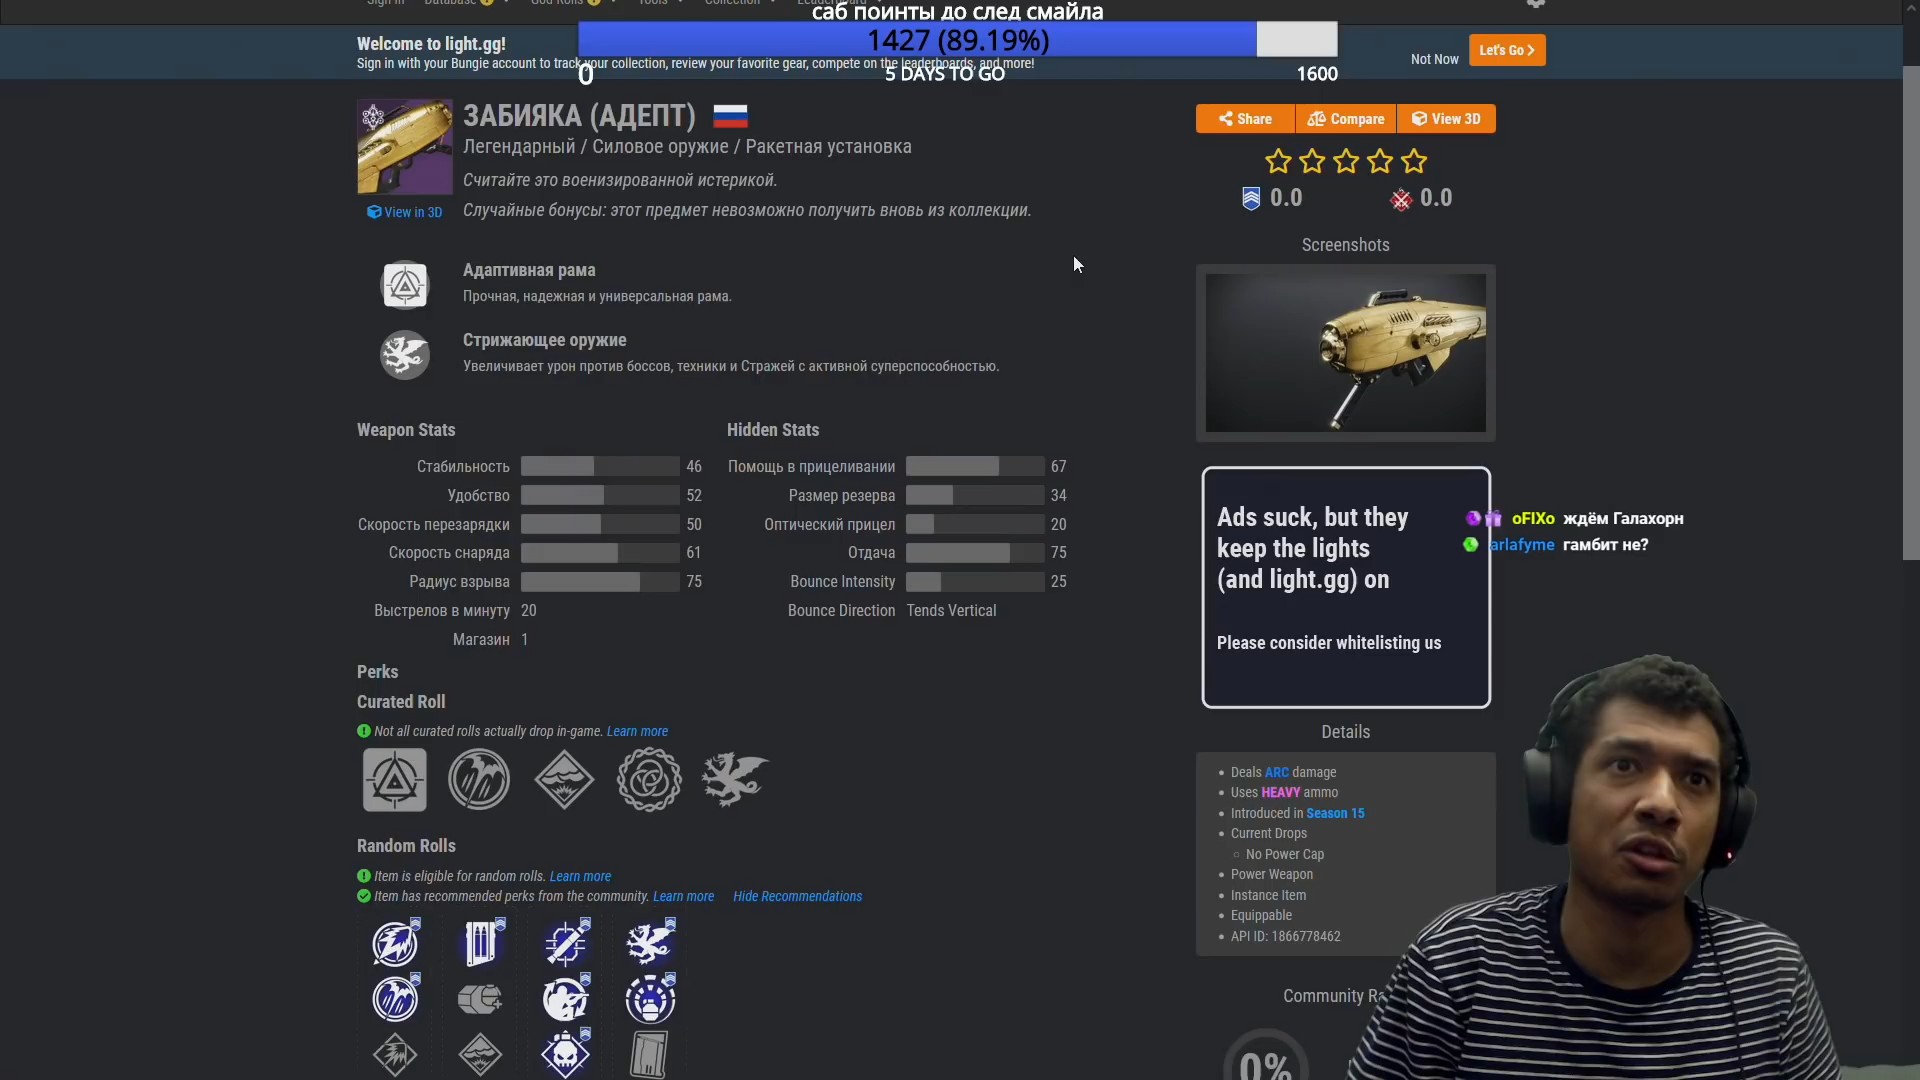 саб поинты до след смайла
Welcome to light.gg!
Sign in with your Bungie account to track your collection, review your favorite gear, compete on the leaderboards, and more!
1427 (89.19%)
0
5 DAYS TO GO
1600
Not Now
Let's Go
ЗАБИЯКА (АДЕПТ)
Легендарный / Силовое оружие / Ракетная установка
Считайте это военизированной истерикой.
Случайные бонусы: этот предмет невозможно получить вновь из коллекции.
View in 3D
Share
Compare
View 3D
0.0
0.0
Screenshots
Адаптивная рама
Прочная, надежная и универсальная рама.
Стрижающее оружие
Увеличивает урон против боссов, техники и Стражей с активной суперспособностью.
Weapon Stats
Стабильность 46
Удобство 52
Скорость перезарядки 50
Скорость снаряда 61
Радиус взрыва 75
Выстрелов в минуту 20
Магазин 1
Hidden Stats
Помощь в прицеливании 67
Размер резерва 34
Оптический прицел 20
Отдача 75
Bounce Intensity 25
Bounce Direction Tends Vertical
Ads suck, but they
keep the lights
(and light.gg) on
Please consider whitelisting us
oFIXo ждём Галахорн
arlafyme гамбит не?
Perks
Curated Roll
Not all curated rolls actually drop in-game. Learn more
Random Rolls
Item is eligible for random rolls. Learn more
Item has recommended perks from the community. Learn more Hide Recommendations
Details
Deals ARC damage
Uses HEAVY ammo
Introduced in Season 15
Current Drops
No Power Cap
Power Weapon
Instance Item
Equippable
API ID: 1866778462
Community
0%